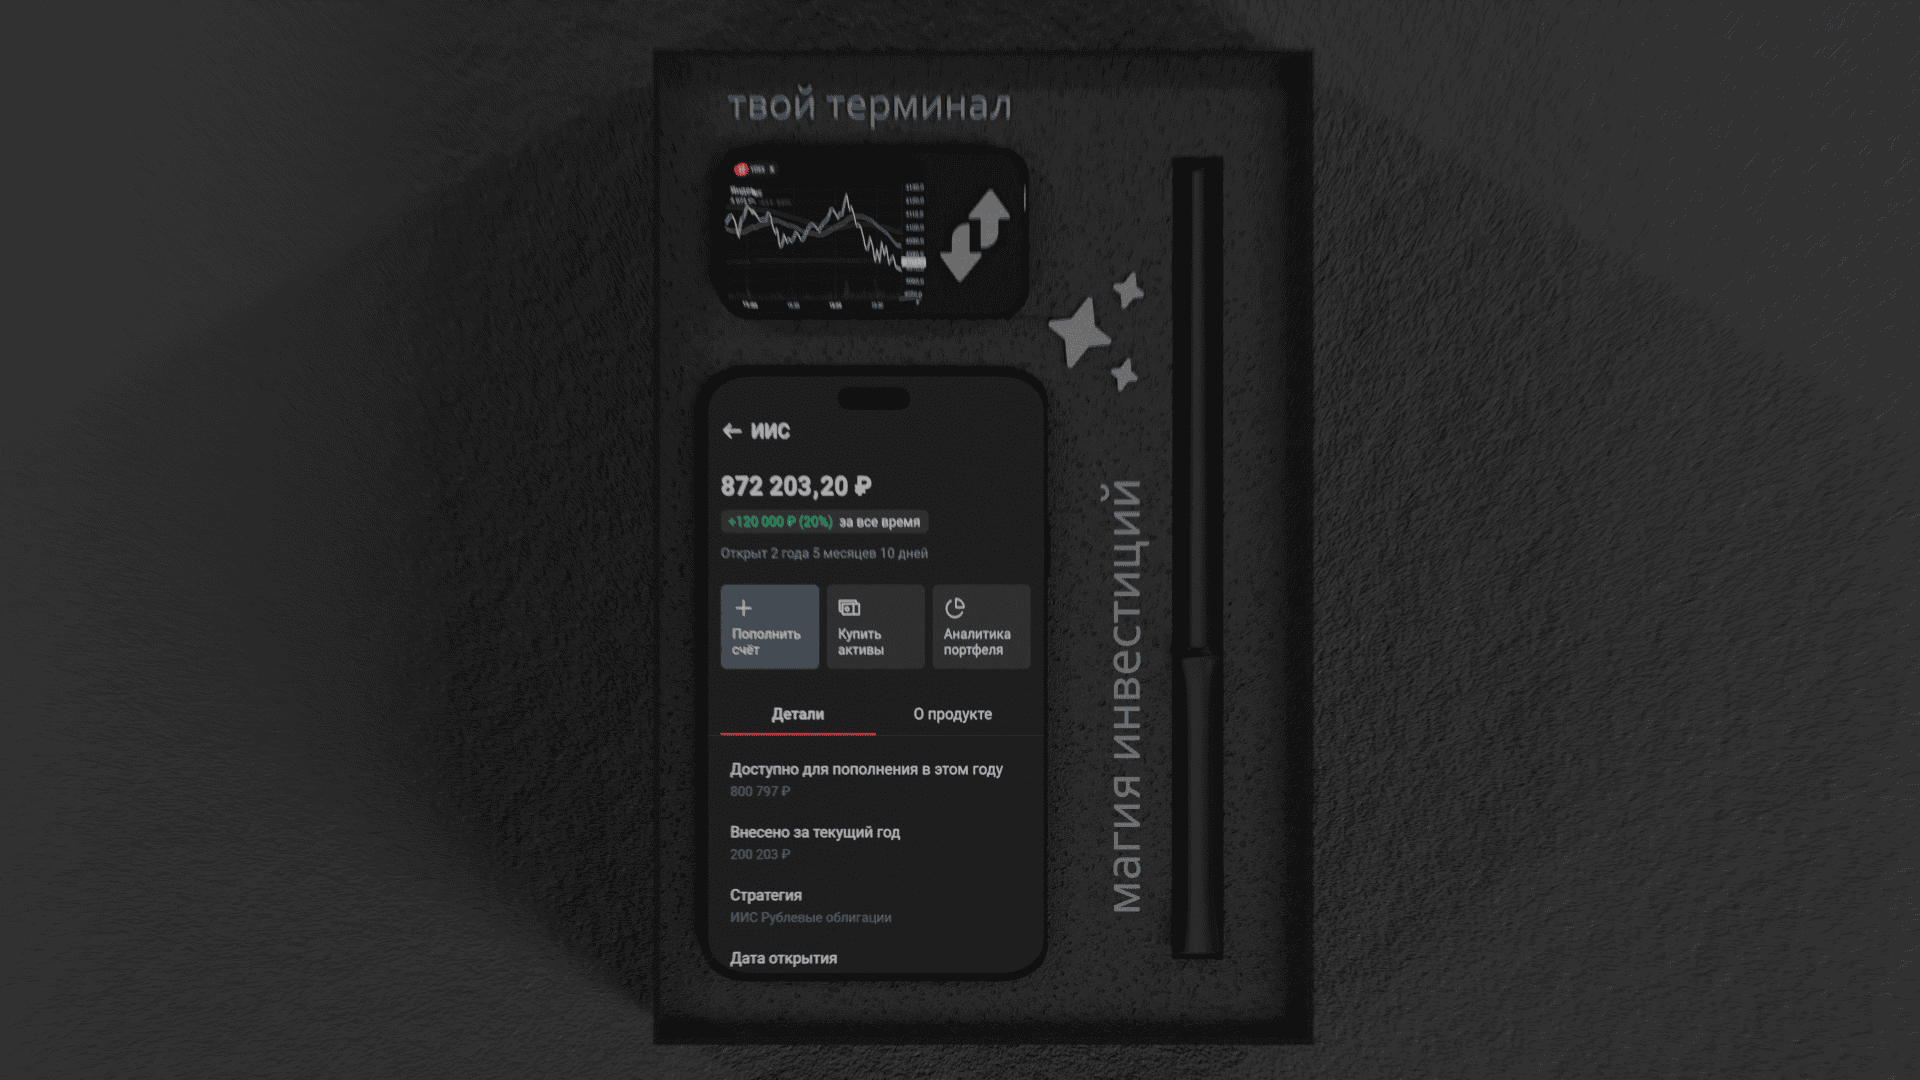 твой терминал
ИИС
872 203,20 ₽
+120 000 ₽ (20%) за все время
Открыт 2 года 5 месяцев 10 дней
Пополнить
счёт
Купить
активы
Аналитика
портфеля
Детали
О продукте
Доступно для пополнения в этом году
800 797 ₽
Внесено за текущий год
200 203 ₽
Стратегия
ИИС Рублевые облигации
Дата открытия
магия инвестиций